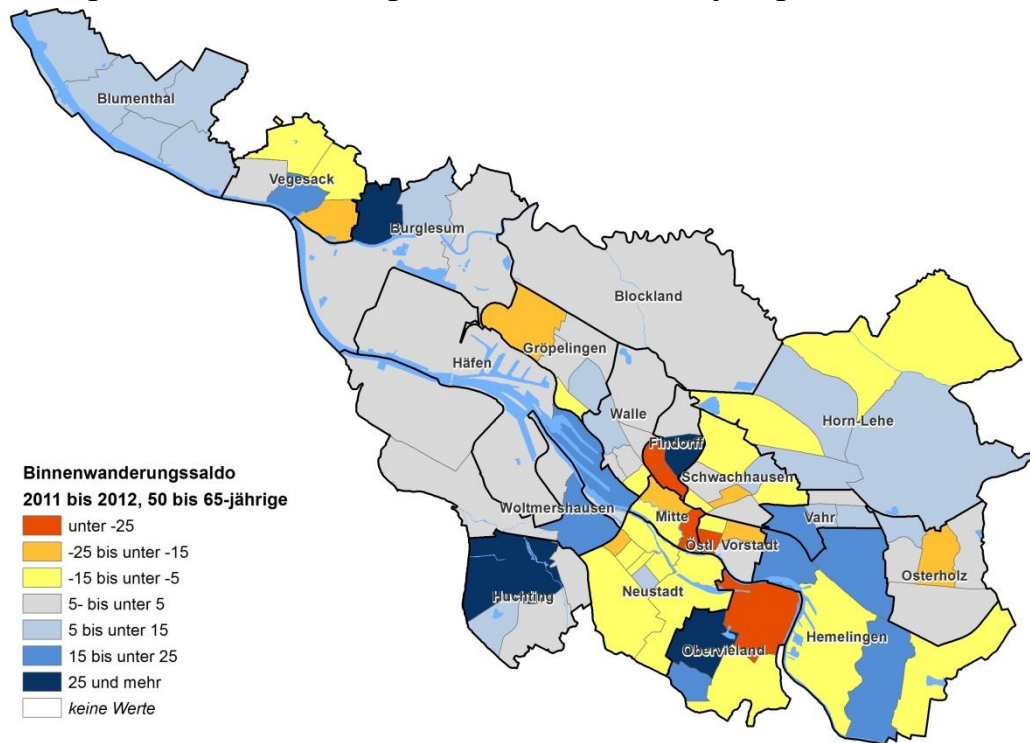 Blumenthal
Vegesack
Burglesum
Blockland
Gröpelingen
Häfen
Walle
Horn-Lehe
Findorff
Schwachhausen
Woltmershausen
Mitte
Vahr
Östl. Vorstadt
Osterholz
Huchting
Neustadt
Hemelingen
Obervieland
Binnenwanderungssaldo
2011 bis 2012, 50 bis 65-jährige
unter -25
-25 bis unter -15
-15 bis unter -5
5- bis unter 5
5 bis unter 15
15 bis unter 25
25 und mehr
keine Werte